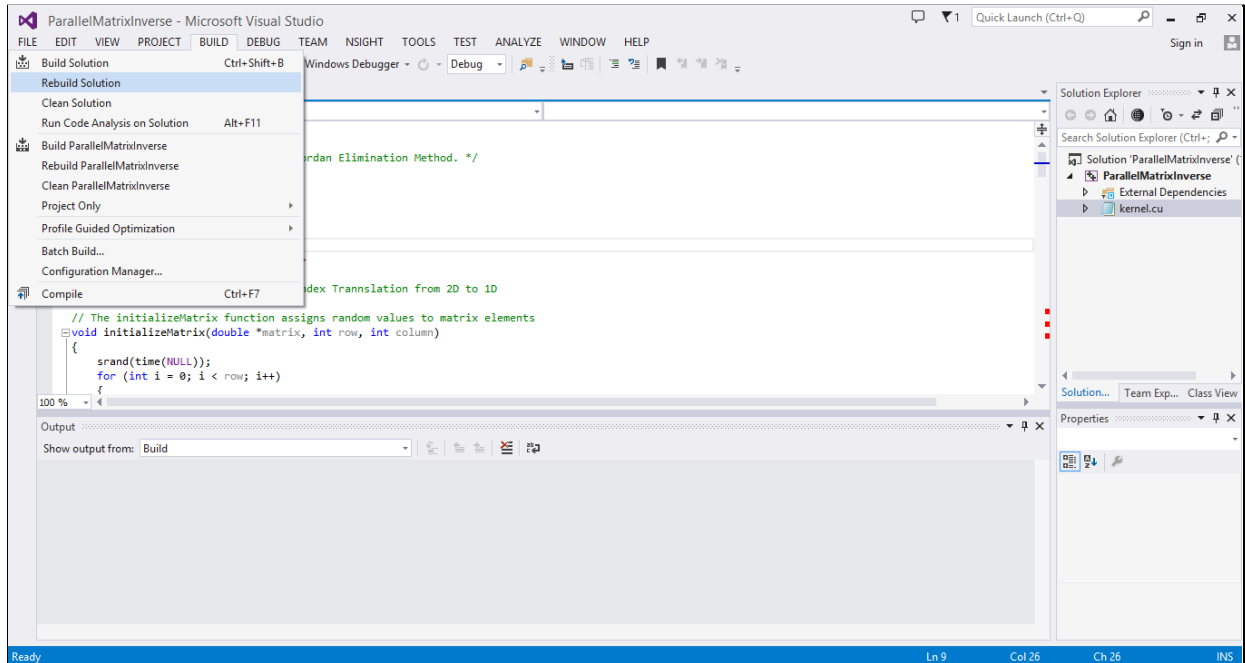 ParallelMatrixInverse - Microsoft Visual Studio
1
Quick Launch (Ctrl+Q)
FILE EDIT VIEW PROJECT BUILD DEBUG TEAM NSIGHT TOOLS TEST ANALYZE WINDOW HELP
Sign in
Build Solution Ctrl+Shift+B
Windows Debugger
Debug
Rebuild Solution
Clean Solution
Run Code Analysis on Solution Alt+F11
Build ParallelMatrixInverse
Rebuild ParallelMatrixInverse
Clean ParallelMatrixInverse
Project Only
Profile Guided Optimization
Batch Build...
Configuration Manager...
Compile Ctrl+F7
Elimination Method. */
Trannslation from 2D to 1D
// The initializeMatrix function assigns random values to matrix elements
void initializeMatrix(double *matrix, int row, int column)
{
srand(time(NULL));
for (int i = 0; i < row; i++)
{
100 %
Solution Explorer
Search Solution Explorer (Ctrl+;
Solution 'ParallelMatrixInverse' (
ParallelMatrixInverse
External Dependencies
kernel.cu
Solution... Team Exp... Class View
Properties
Output
Show output from: Build
Ready
Ln 9 Col 26 Ch 26 INS